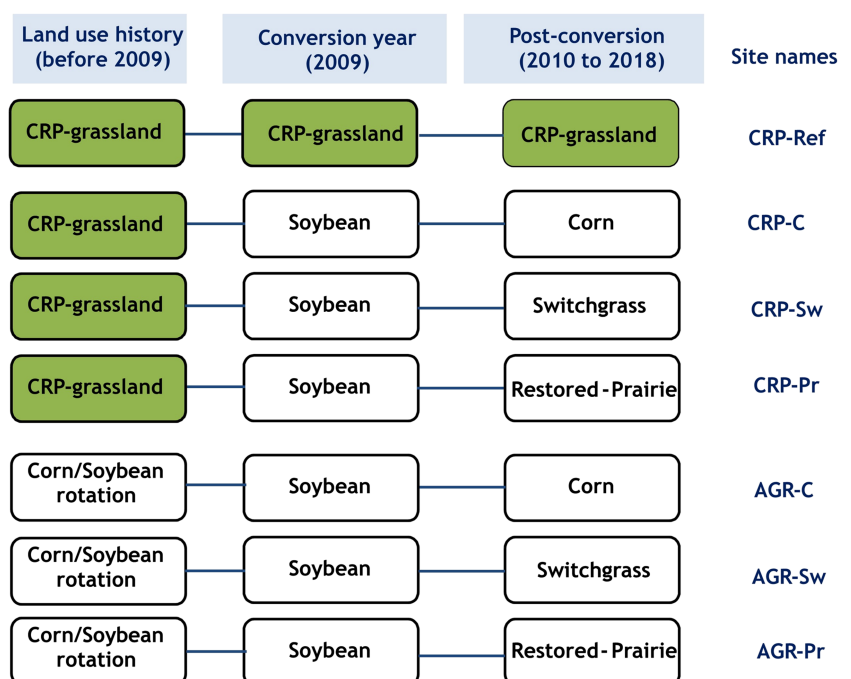 Land use history
(before 2009)
Conversion year
(2009)
Post-conversion
(2010 to 2018)
Site names
CRP-grassland
CRP-grassland
CRP-grassland
CRP-Ref
CRP-grassland
Soybean
Corn
CRP-C
CRP-grassland
Soybean
Switchgrass
CRP-Sw
CRP-grassland
Soybean
Restored-Prairie
CRP-Pr
Corn/Soybean
rotation
Soybean
Corn
AGR-C
Corn/Soybean
rotation
Soybean
Switchgrass
AGR-Sw
Corn/Soybean
rotation
Soybean
Restored-Prairie
AGR-Pr